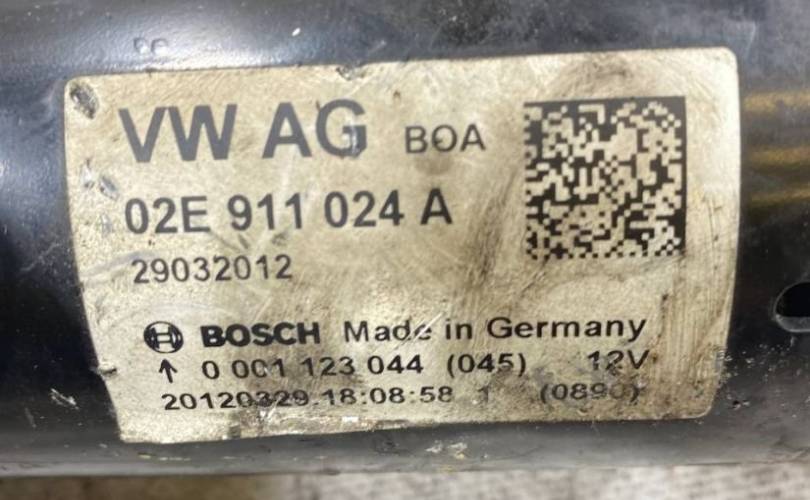 VW AG BOA
02E 911 024 A
29032012
BOSCH Made in Germany
↑ 0 001 123 044 (045) 12V
20120329.18:08:58 1 (0890)